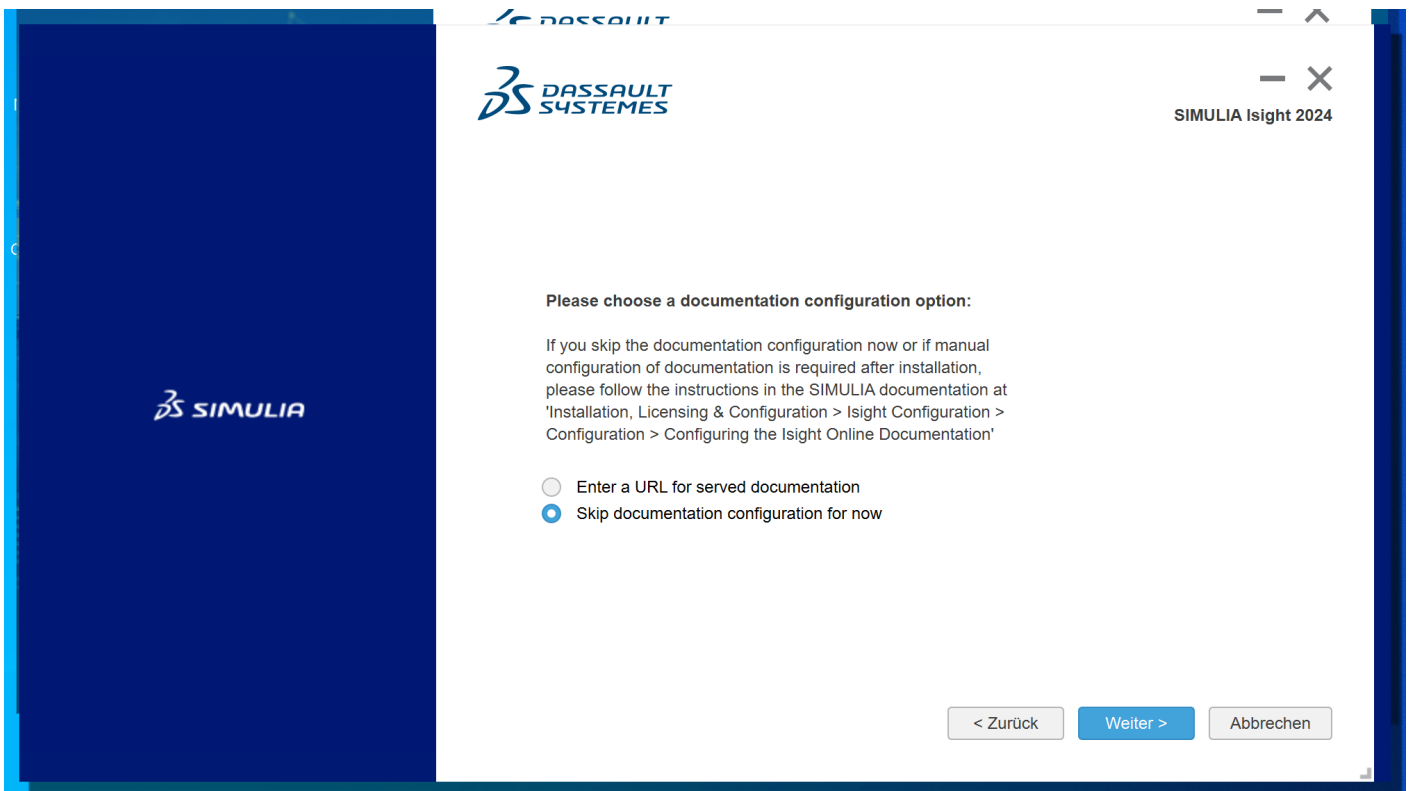 DASSAULT
DASSAULT
SYSTEMES
SIMULIA Isight 2024
Please choose a documentation configuration option:
If you skip the documentation configuration now or if manual
configuration of documentation is required after installation,
please follow the instructions in the SIMULIA documentation at
'Installation, Licensing & Configuration > Isight Configuration >
Configuration > Configuring the Isight Online Documentation'
SIMULIA
Enter a URL for served documentation
Skip documentation configuration for now
< Zurück
Weiter >
Abbrechen